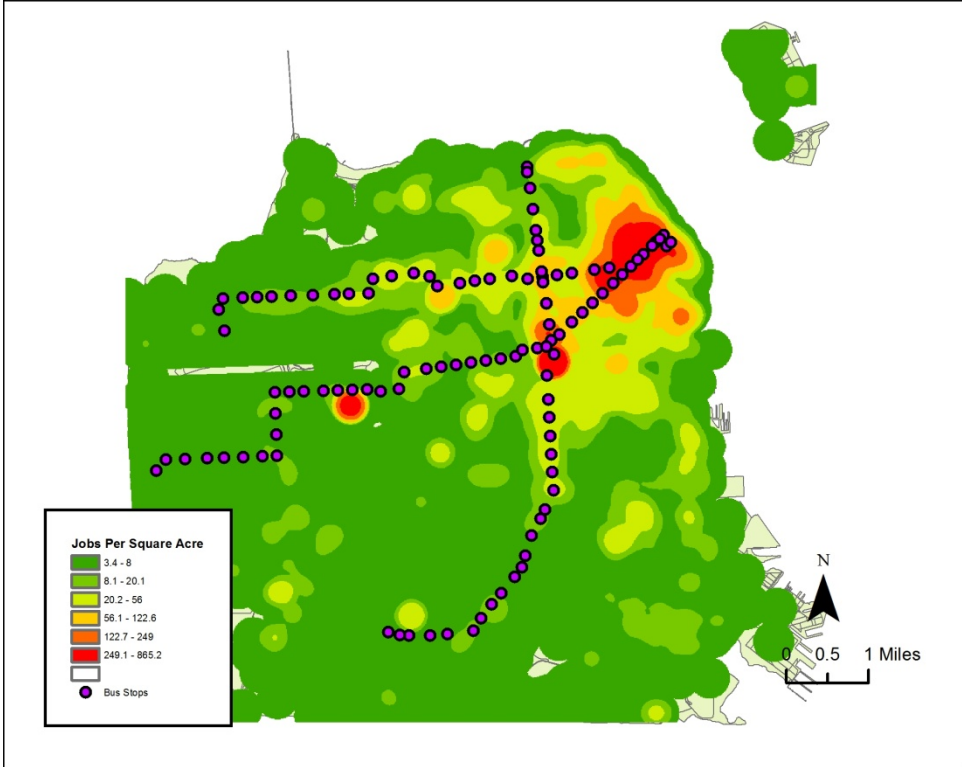 Jobs Per Square Acre
3.4 - 8
8.1 - 20.1
20.2 - 56
56.1 - 122.6
122.7 - 249
249.1 - 865.2
Bus Stops
N
0 0.5 1 Miles